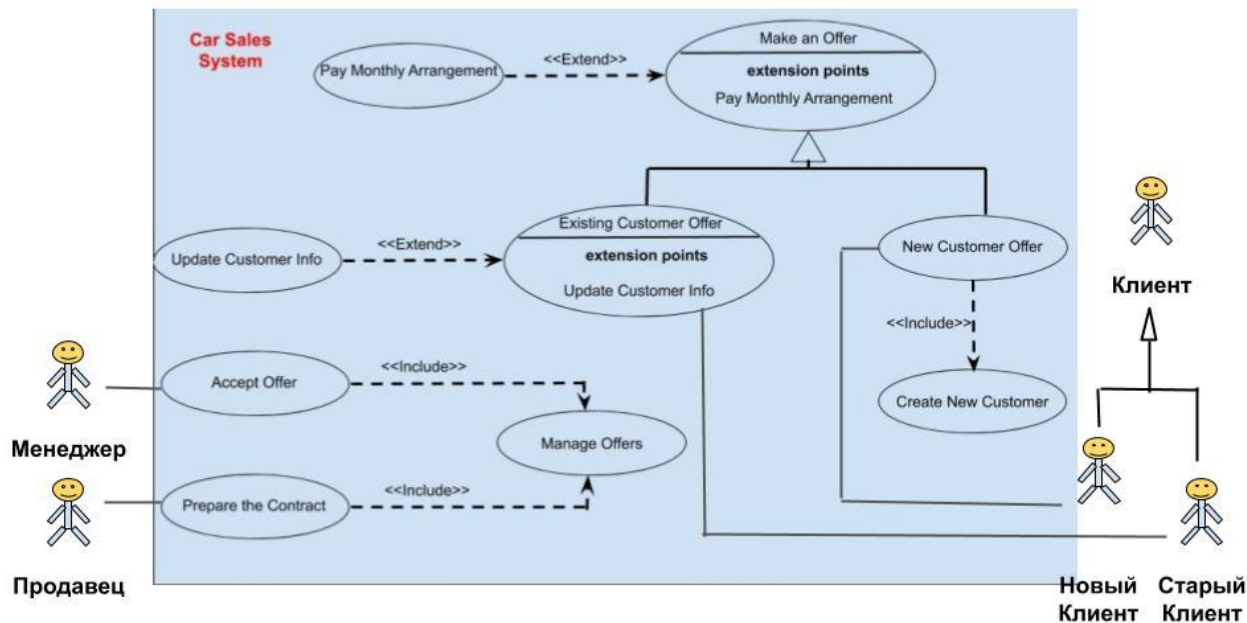 Car Sales
System
Pay Monthly Arrangement
<<Extend>>
Make an Offer
extension points
Pay Monthly Arrangement
Update Customer Info
<<Extend>>
Existing Customer Offer
extension points
Update Customer Info
New Customer Offer
<<Include>>
Create New Customer
Клиент
Accept Offer
<<Include>>
Manage Offers
Менеджер
Prepare the Contract
<<Include>>
Продавец
Новый
Клиент
Старый
Клиент